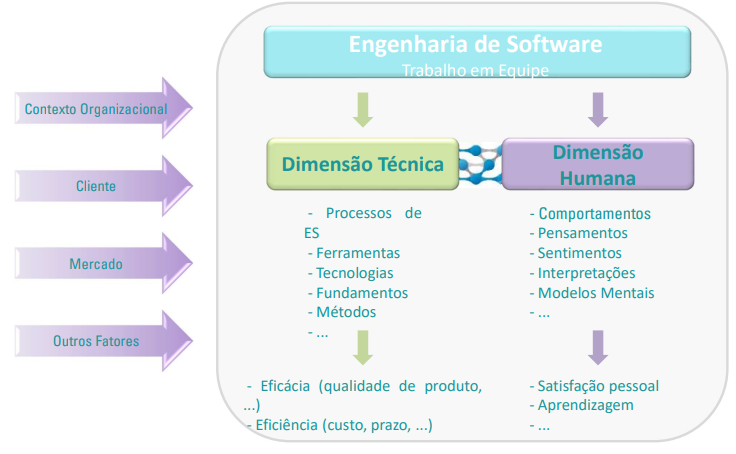 Engenharia de Software
Trabalho em Equipe
Contexto Organizacional
Cliente
Mercado
Outros Fatores
Dimensão Técnica
- Processos de
ES
- Ferramentas
- Tecnologias
- Fundamentos
- Métodos
- ...
- Eficácia (qualidade de produto,
...)
- Eficiência (custo, prazo, ...)
Dimensão
Humana
- Comportamentos
- Pensamentos
- Sentimentos
- Interpretações
- Modelos Mentais
- ...
- Satisfação pessoal
- Aprendizagem
- ...